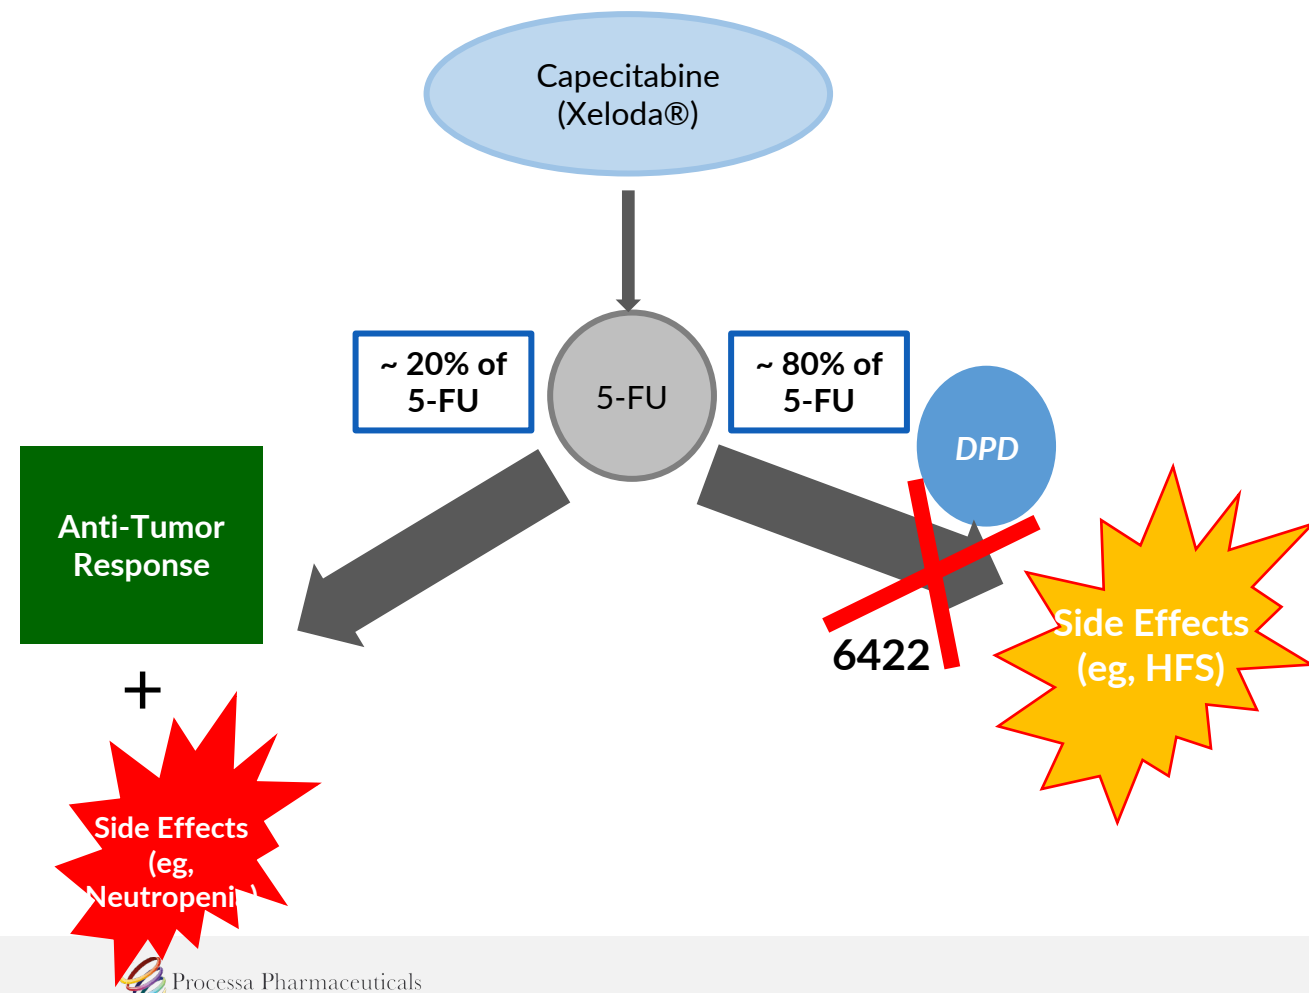 Capecitabine
(Xeloda®)
~ 20% of
5-FU
5-FU
~ 80% of
5-FU
DPD
Anti-Tumor
Response
6422
Side Effects
(eg, HFS)
+
Side Effects
(eg,
Neutropenia)
Processa Pharmaceuticals